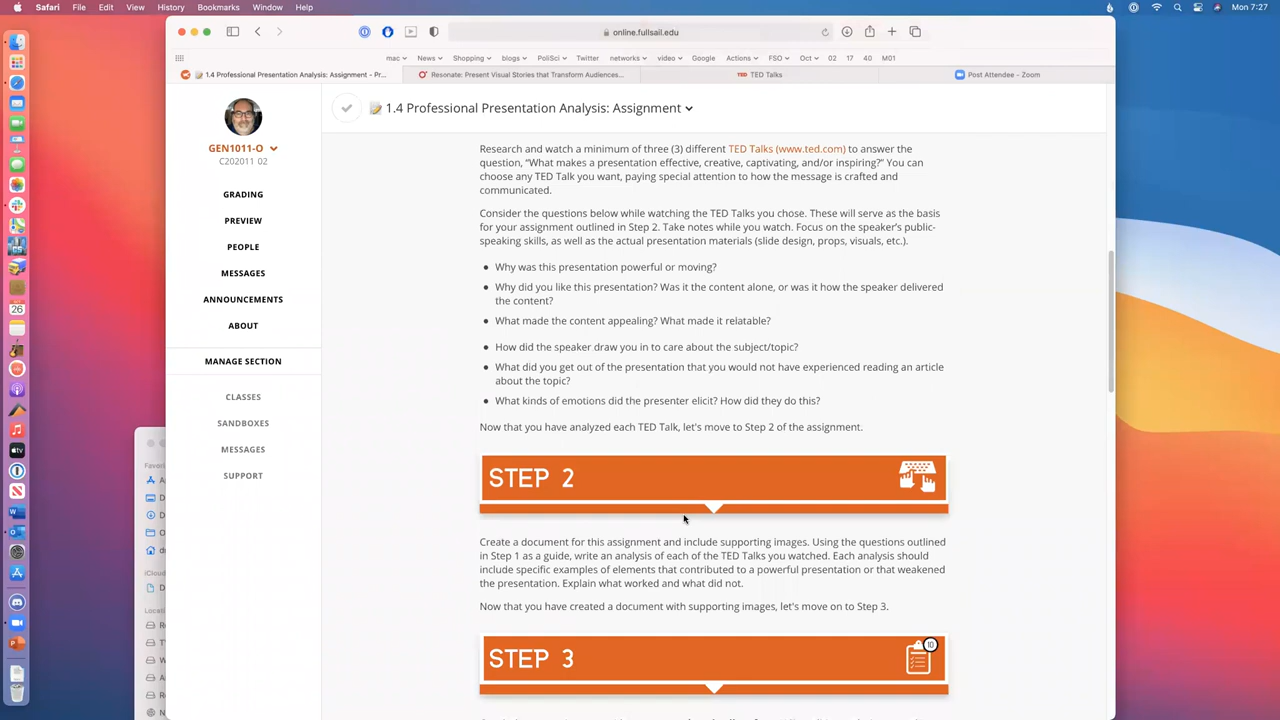 Safari File Edit View History Bookmarks Window Help
Mon 7:27
online.fullsail.edu
mac News Shopping blogs PoliSci Twitter networks video Google Actions FSO Oct 02 17 40 M01
1.4 Professional Presentation Analysis: Assignment - Pr...
Resonate: Present Visual Stories that Transform Audiences...
TED TED Talks
Post Attendee - Zoom
GEN1011-O
C202011 02
GRADING
PREVIEW
PEOPLE
MESSAGES
ANNOUNCEMENTS
ABOUT
MANAGE SECTION
CLASSES
SANDBOXES
MESSAGES
SUPPORT
1.4 Professional Presentation Analysis: Assignment
Research and watch a minimum of three (3) different TED Talks (www.ted.com) to answer the
question, “What makes a presentation effective, creative, captivating, and/or inspiring?” You can
choose any TED Talk you want, paying special attention to how the message is crafted and
communicated.
Consider the questions below while watching the TED Talks you chose. These will serve as the basis
for your assignment outlined in Step 2. Take notes while you watch. Focus on the speaker’s public-
speaking skills, as well as the actual presentation materials (slide design, props, visuals, etc.).
• Why was this presentation powerful or moving?
• Why did you like this presentation? Was it the content alone, or was it how the speaker delivered
the content?
• What made the content appealing? What made it relatable?
• How did the speaker draw you in to care about the subject/topic?
• What did you get out of the presentation that you would not have experienced reading an article
about the topic?
• What kinds of emotions did the presenter elicit? How did they do this?
Now that you have analyzed each TED Talk, let's move to Step 2 of the assignment.
STEP 2
Create a document for this assignment and include supporting images. Using the questions outlined
in Step 1 as a guide, write an analysis of each of the TED Talks you watched. Each analysis should
include specific examples of elements that contributed to a powerful presentation or that weakened
the presentation. Explain what worked and what did not.
Now that you have created a document with supporting images, let's move on to Step 3.
STEP 3
10
26
Favori
iCloud
Locati